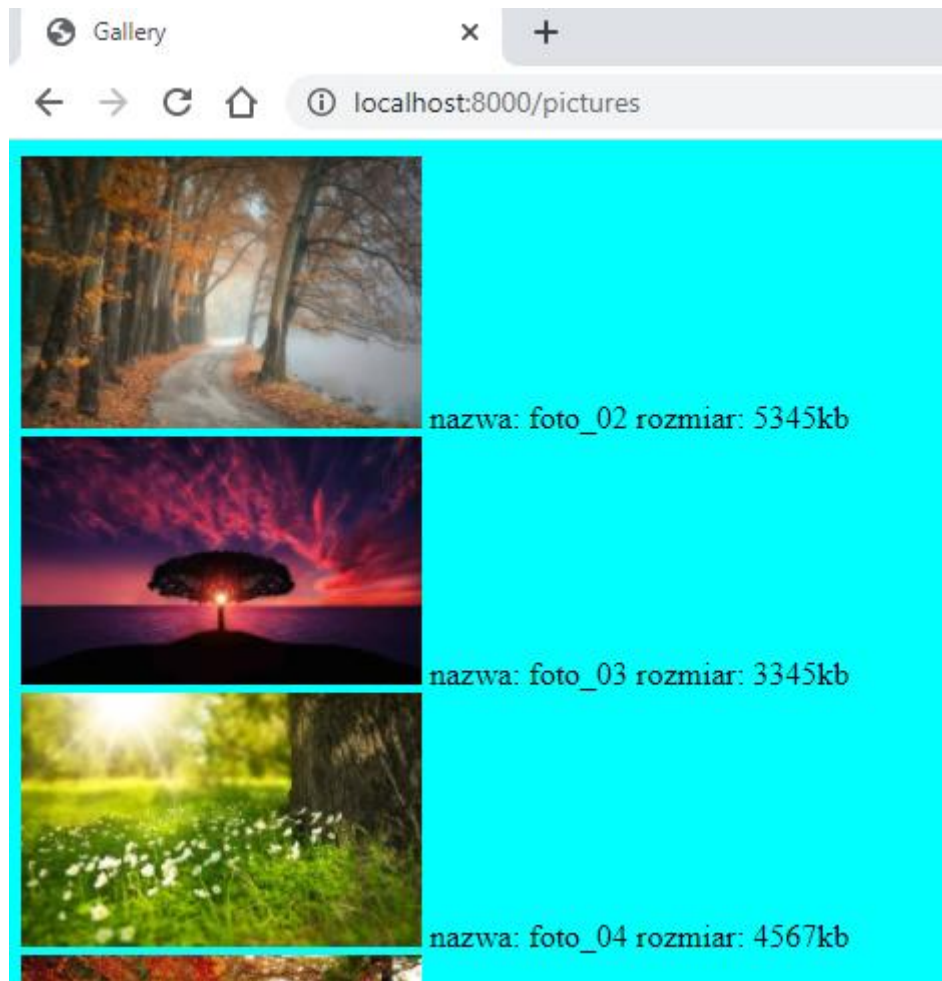 Gallery
localhost:8000/pictures
nazwa: foto_02 rozmiar: 5345kb
nazwa: foto_03 rozmiar: 3345kb
nazwa: foto_04 rozmiar: 4567kb